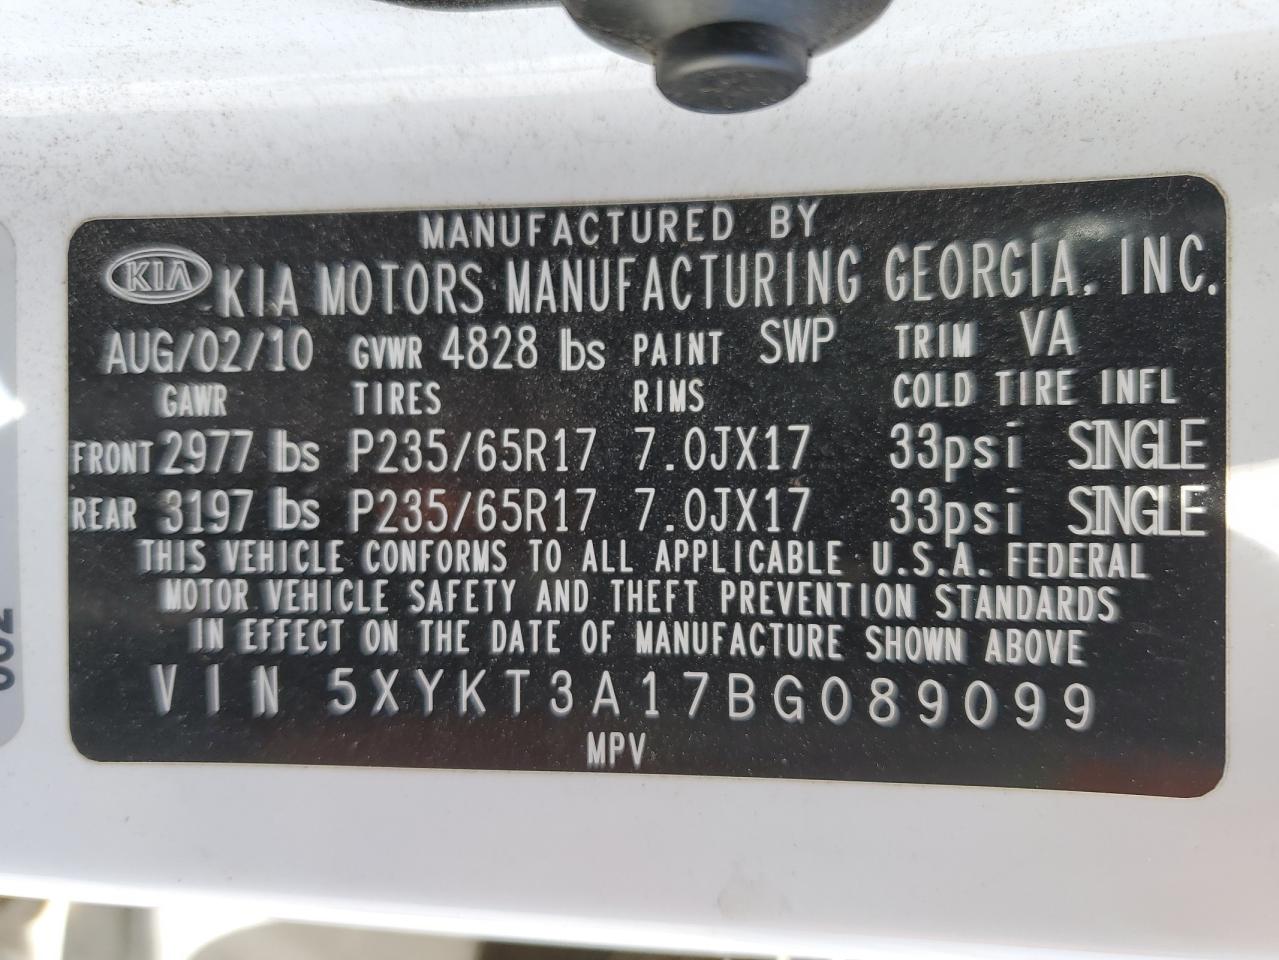 MANUFACTURED BY
KIA KIA MOTORS MANUFACTURING GEORGIA. INC.
AUG/02/10 GVWR 4828 lbs PAINT SWP TRIM VA
GAWR TIRES RIMS COLD TIRE INFL
FRONT 2977 lbs P235/65R17 7.0JX17 33psi SINGLE
REAR 3197 lbs P235/65R17 7.0JX17 33psi SINGLE
THIS VEHICLE CONFORMS TO ALL APPLICABLE U.S.A. FEDERAL
MOTOR VEHICLE SAFETY AND THEFT PREVENTION STANDARDS
IN EFFECT ON THE DATE OF MANUFACTURE SHOWN ABOVE
VIN 5XYKT3A17BG089099
MPV